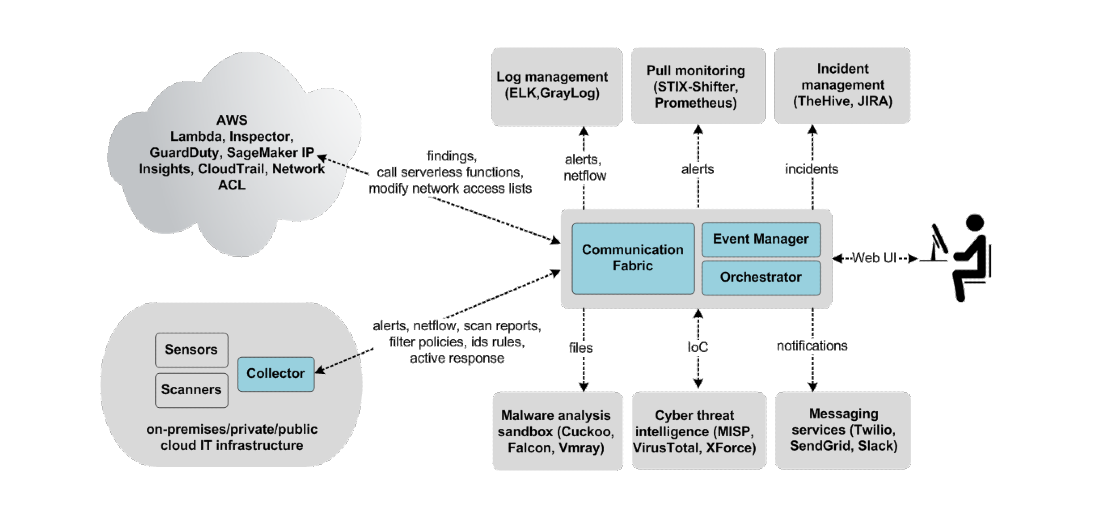 AWS
Lambda, Inspector,
GuardDuty, SageMaker IP
Insights, CloudTrail, Network
ACL
findings,
call serverless functions,
modify network access lists
Log management
(ELK,GrayLog)
Pull monitoring
(STIX-Shifter,
Prometheus)
Incident
management
(TheHive, JIRA)
alerts,
netflow
alerts
incidents
Communication
Fabric
Event Manager
Orchestrator
Web UI
alerts, netflow, scan reports,
filter policies, ids rules,
active response
Sensors
Scanners
Collector
on-premises/private/public
cloud IT infrastructure
files
IoC
notifications
Malware analysis
sandbox (Cuckoo,
Falcon, Vmray)
Cyber threat
intelligence (MISP,
VirusTotal, XForce)
Messaging
services (Twilio,
SendGrid, Slack)